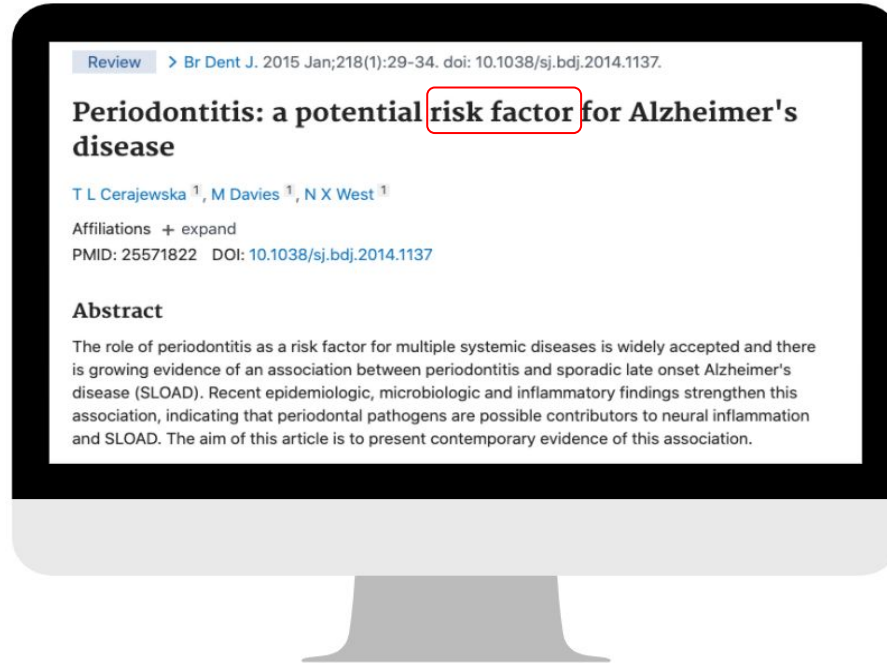 Review > Br Dent J. 2015 Jan;218(1):29-34. doi: 10.1038/sj.bdj.2014.1137.
Periodontitis: a potential risk factor for Alzheimer's
disease
T L Cerajewska 1, M Davies 1, N X West 1
Affiliations + expand
PMID: 25571822 DOI: 10.1038/sj.bdj.2014.1137
Abstract
The role of periodontitis as a risk factor for multiple systemic diseases is widely accepted and there
is growing evidence of an association between periodontitis and sporadic late onset Alzheimer's
disease (SLOAD). Recent epidemiologic, microbiologic and inflammatory findings strengthen this
association, indicating that periodontal pathogens are possible contributors to neural inflammation
and SLOAD. The aim of this article is to present contemporary evidence of this association.